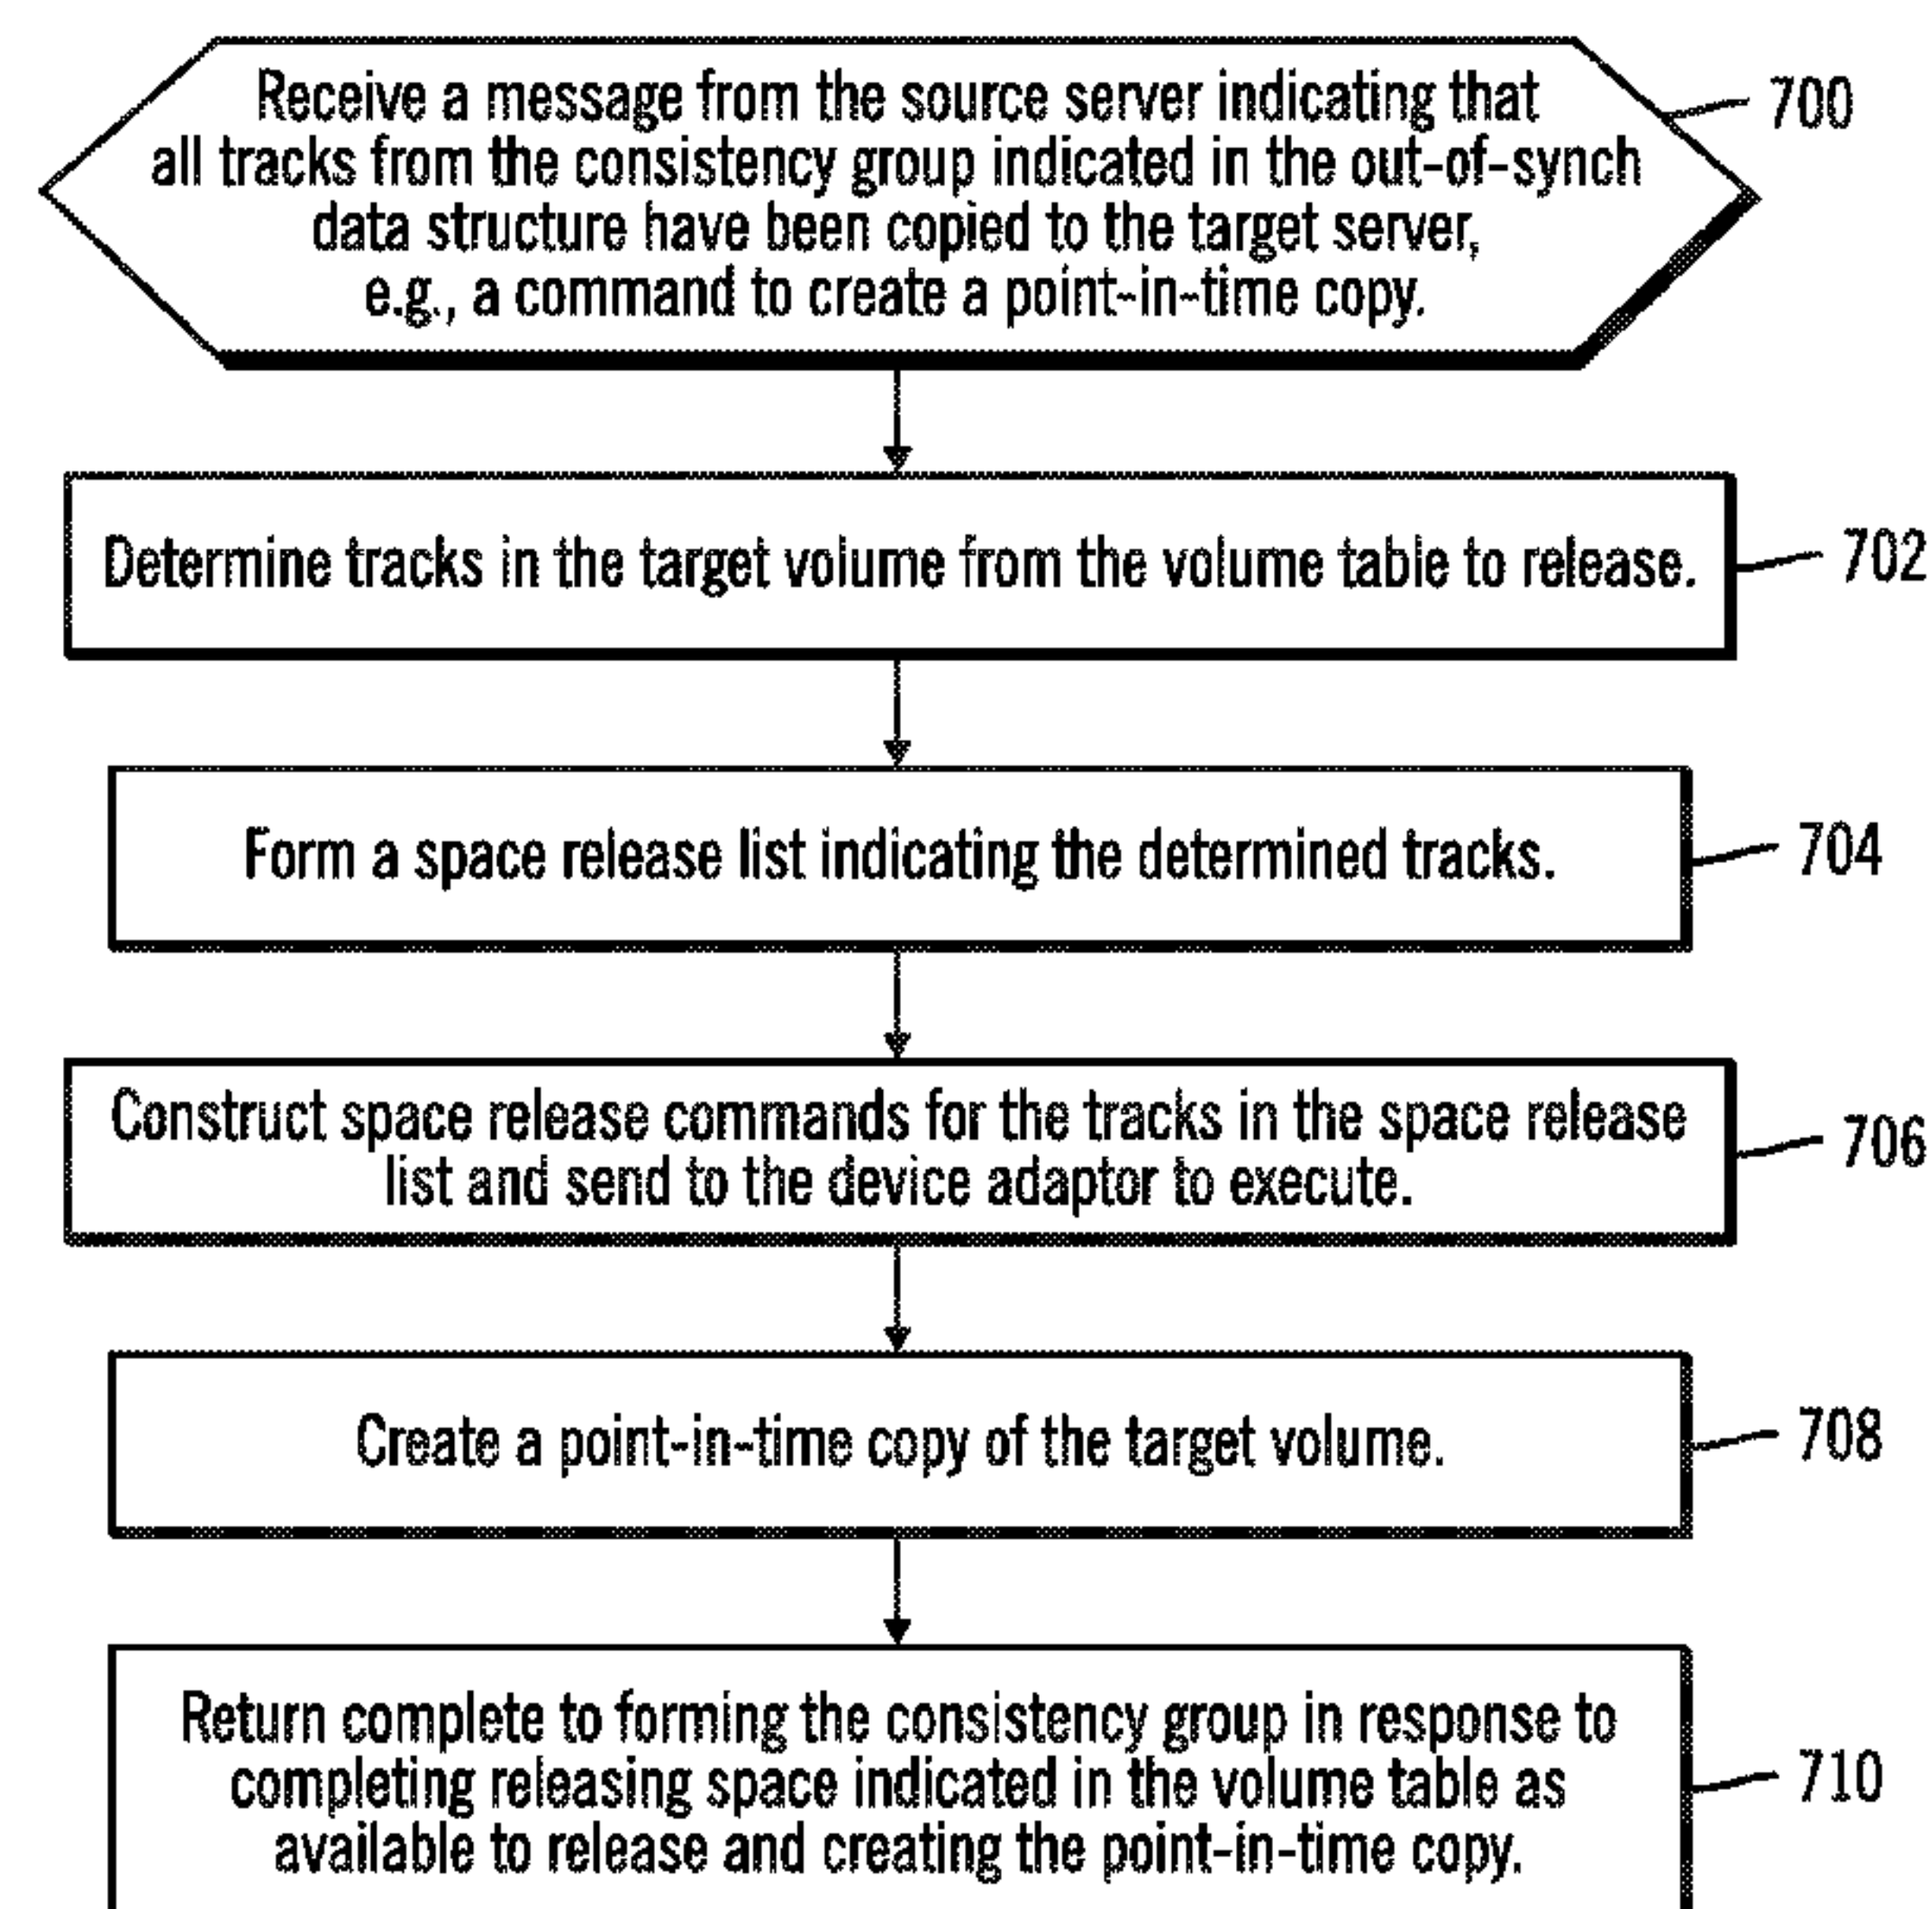 Receive a message from the source server indicating that
all tracks from the consistency group indicated in the out-of-synch
data structure have been copied to the target server,
e.g., a command to create a point-in-time copy.
700
Determine tracks in the target volume from the volume table to release.
702
Form a space release list indicating the determined tracks.
704
Construct space release commands for the tracks in the space release
list and send to the device adaptor to execute.
706
Create a point-in-time copy of the target volume.
708
Return complete to forming the consistency group in response to
completing releasing space indicated in the volume table as
available to release and creating the point-in-time copy.
710